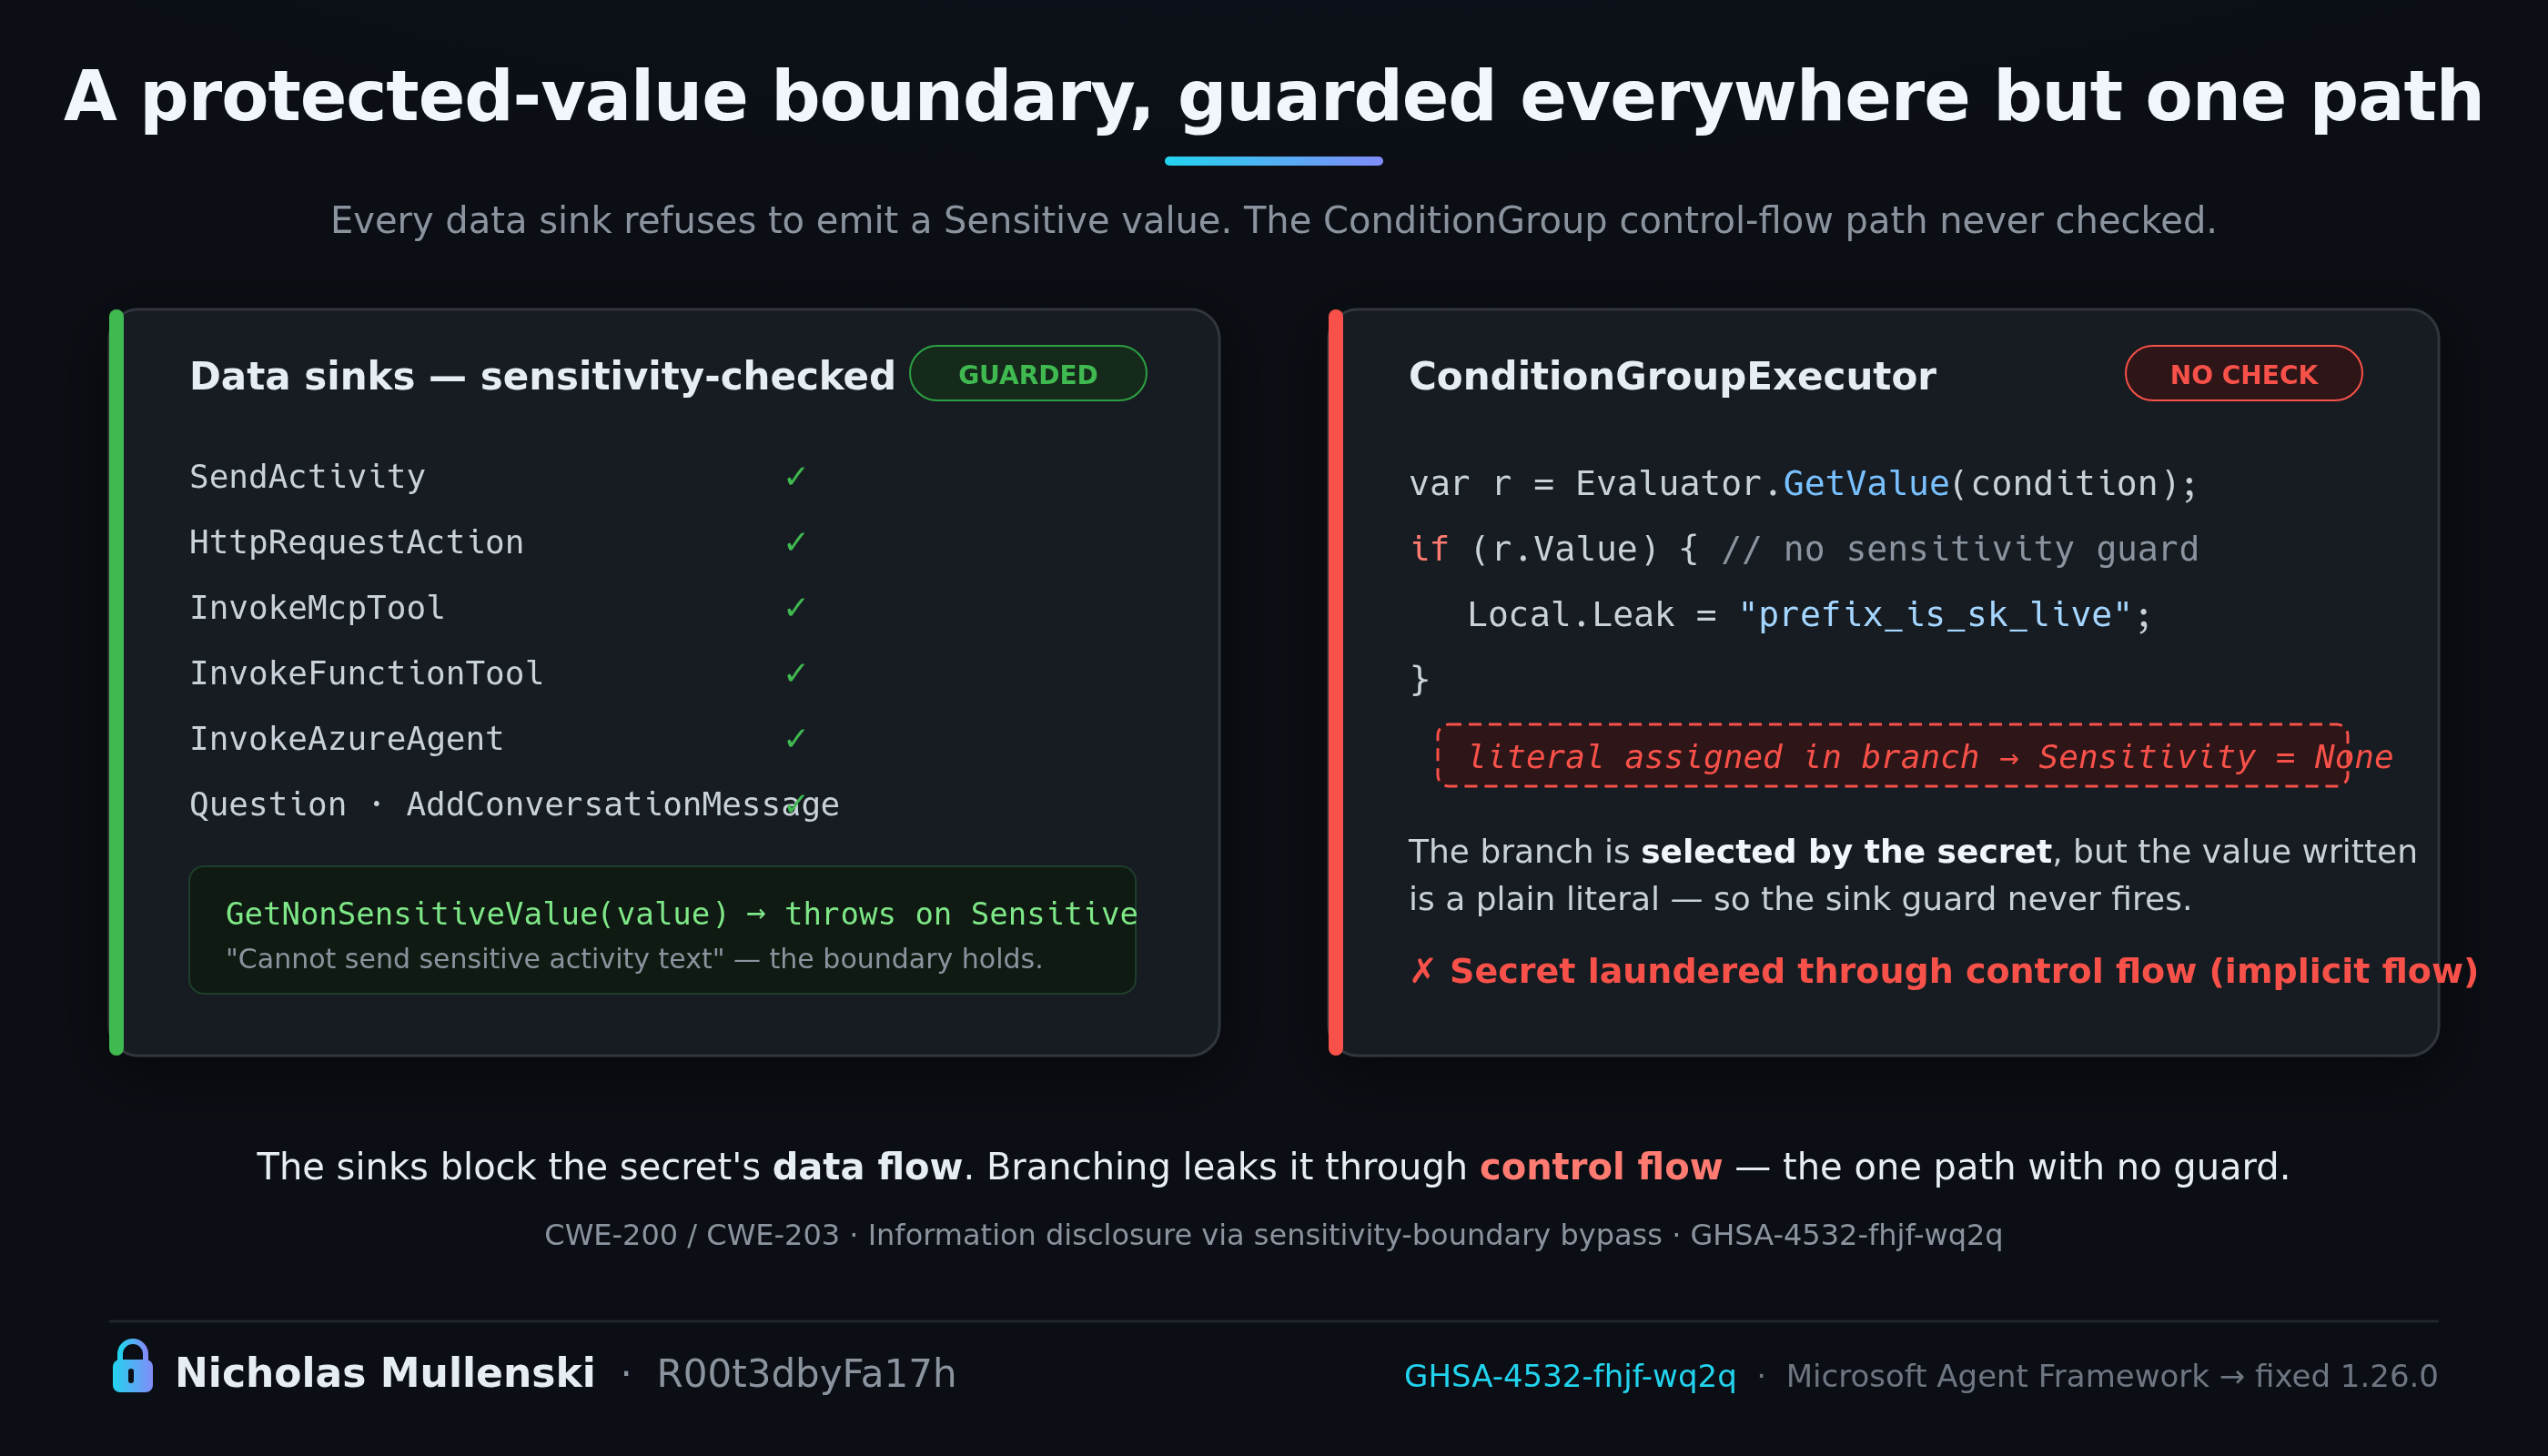 A protected-value boundary, guarded everywhere but one path
Every data sink refuses to emit a Sensitive value. The ConditionGroup control-flow path never checked.
Data sinks — sensitivity-checked
GUARDED
SendActivity ✓
HttpRequestAction ✓
InvokeMcpTool ✓
InvokeFunctionTool ✓
InvokeAzureAgent ✓
Question · AddConversationMessage ✓
GetNonSensitiveValue(value) → throws on Sensitive
"Cannot send sensitive activity text" — the boundary holds.
ConditionGroupExecutor
NO CHECK
var r = Evaluator.GetValue(condition);
if (r.Value) { // no sensitivity guard
Local.Leak = "prefix_is_sk_live";
}
literal assigned in branch → Sensitivity = None
The branch is selected by the secret, but the value written
is a plain literal — so the sink guard never fires.
✗ Secret laundered through control flow (implicit flow)
The sinks block the secret's data flow. Branching leaks it through control flow — the one path with no guard.
CWE-200 / CWE-203 · Information disclosure via sensitivity-boundary bypass · GHSA-4532-fhjf-wq2q
Nicholas Mullenski · R00t3dbyFa17h
GHSA-4532-fhjf-wq2q · Microsoft Agent Framework → fixed 1.26.0